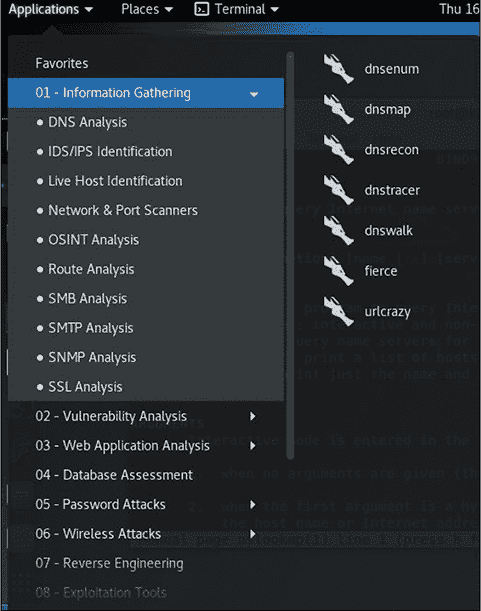 Applications Places Terminal Thu 16
Favorites
01 - Information Gathering
• DNS Analysis
• IDS/IPS Identification
• Live Host Identification
• Network & Port Scanners
• OSINT Analysis
• Route Analysis
• SMB Analysis
• SMTP Analysis
• SNMP Analysis
• SSL Analysis
02 - Vulnerability Analysis
03 - Web Application Analysis
04 - Database Assessment
05 - Password Attacks
06 - Wireless Attacks
07 - Reverse Engineering
08 - Exploitation Tools
dnsenum
dnsmap
dnsrecon
dnstracer
dnswalk
fierce
urlcrazy